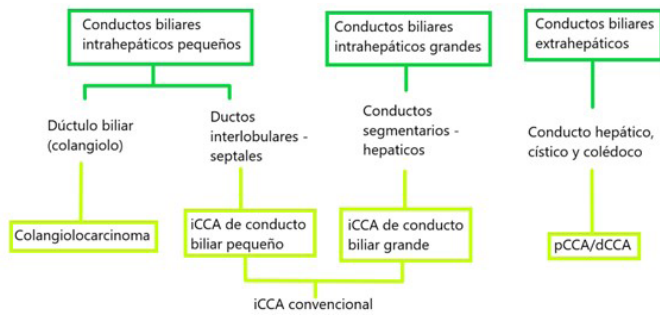 Conductos biliares
intrahepáticos pequeños
Conductos biliares
intrahepáticos grandes
Conductos biliares
extrahepáticos
Dúctulo biliar
(colangiolo)
Ductos
interlobulares -
septales
Conductos
segmentarios -
hepaticos
Conducto hepático,
cístico y colédoco
Colangiolocarcinoma
iCCA de conducto
biliar pequeño
iCCA de conducto
biliar grande
pCCA/dCCA
iCCA convencional